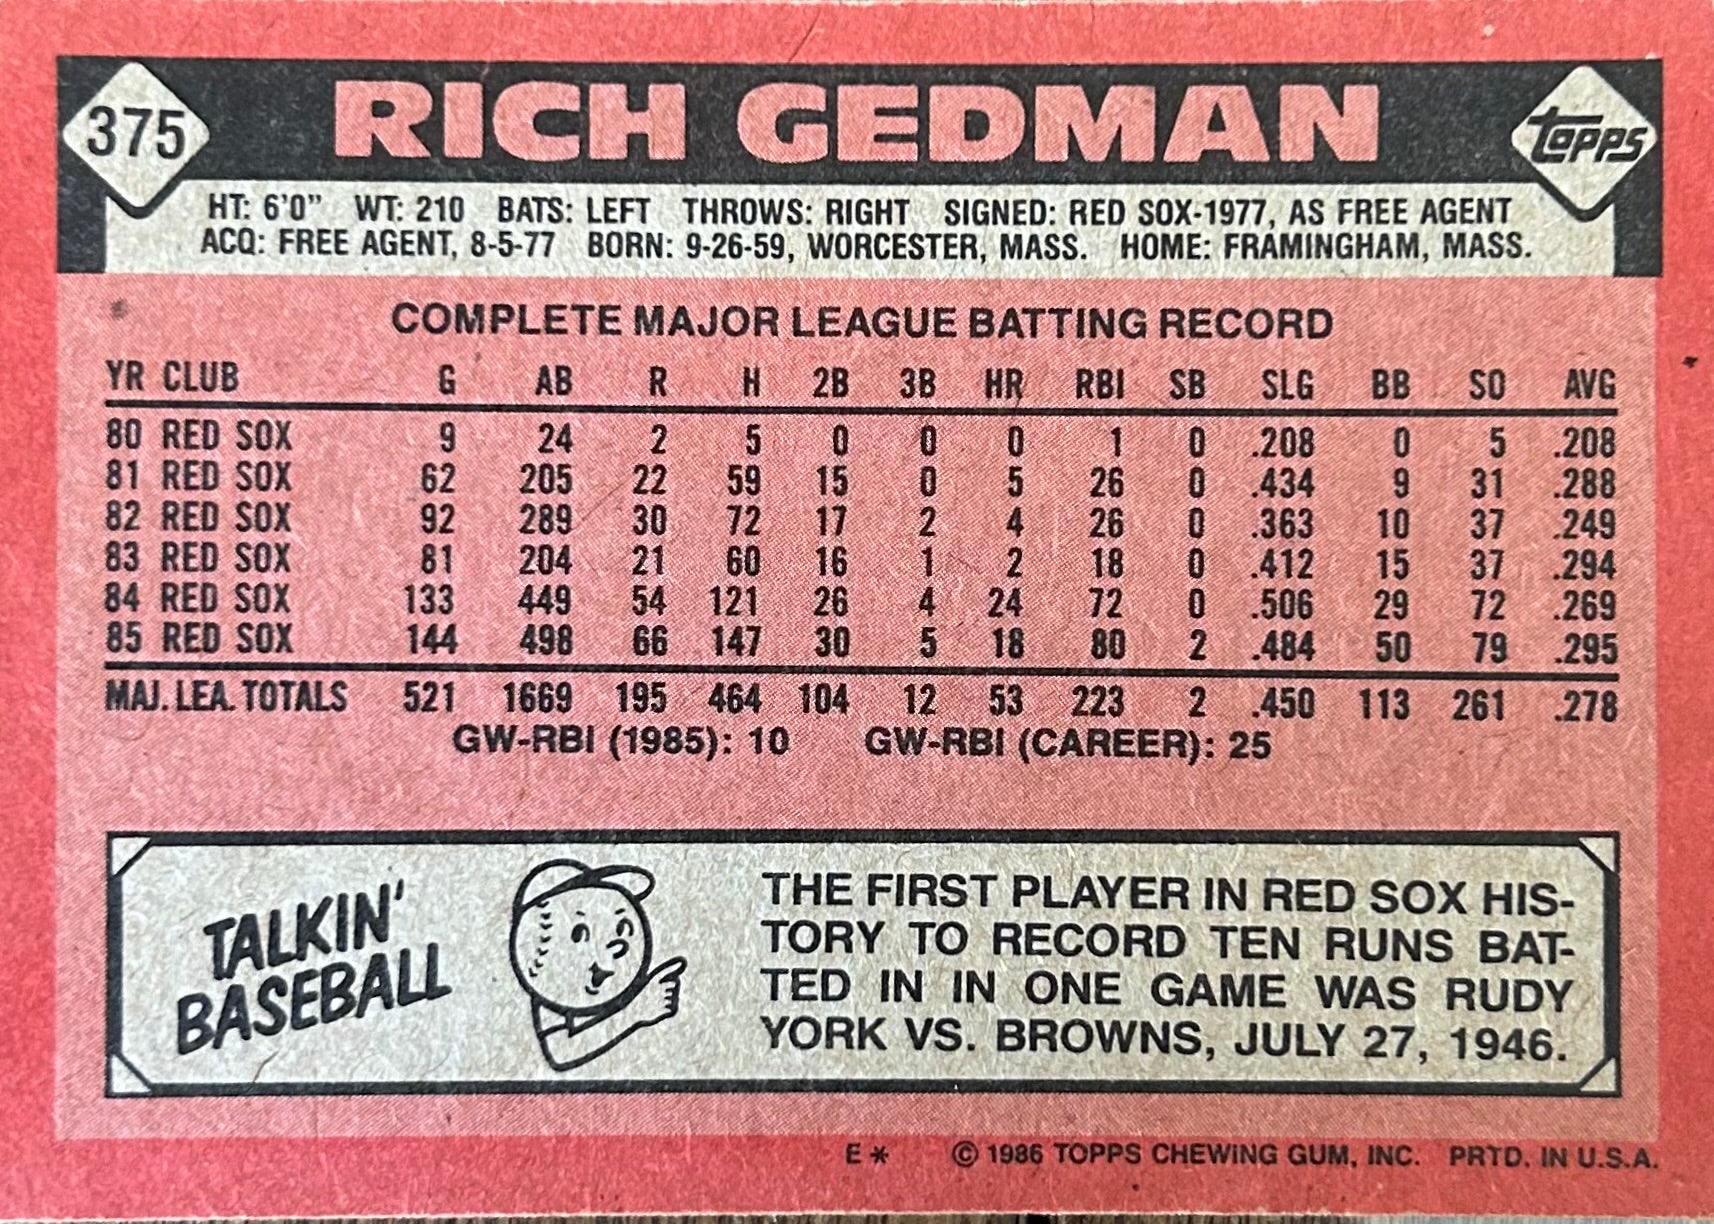 375 RICH GEDMAN TOPPS
HT: 6'0" WT: 210 BATS: LEFT THROWS: RIGHT SIGNED: RED SOX-1977, AS FREE AGENT
ACQ: FREE AGENT, 8-5-77 BORN: 9-26-59, WORCESTER, MASS. HOME: FRAMINGHAM, MASS.
COMPLETE MAJOR LEAGUE BATTING RECORD
YR CLUB G AB R H 2B 3B HR RBI SB SLG BB SO AVG
80 RED SOX 9 24 2 5 0 0 0 1 0 .208 0 5 .208
81 RED SOX 62 205 22 59 15 0 5 26 0 .434 9 31 .288
82 RED SOX 92 289 30 72 17 2 4 26 0 .363 10 37 .249
83 RED SOX 81 204 21 60 16 1 2 18 0 .412 15 37 .294
84 RED SOX 133 449 54 121 26 4 24 72 0 .506 29 72 .269
85 RED SOX 144 498 66 147 30 5 18 80 2 .484 50 79 .295
MAJ. LEA. TOTALS 521 1669 195 464 104 12 53 223 2 .450 113 261 .278
GW-RBI (1985): 10 GW-RBI (CAREER): 25
TALKIN'
BASEBALL
THE FIRST PLAYER IN RED SOX HIS-
TORY TO RECORD TEN RUNS BAT-
TED IN IN ONE GAME WAS RUDY
YORK VS. BROWNS, JULY 27, 1946.
E* © 1986 TOPPS CHEWING GUM, INC. PRTD. IN U.S.A.